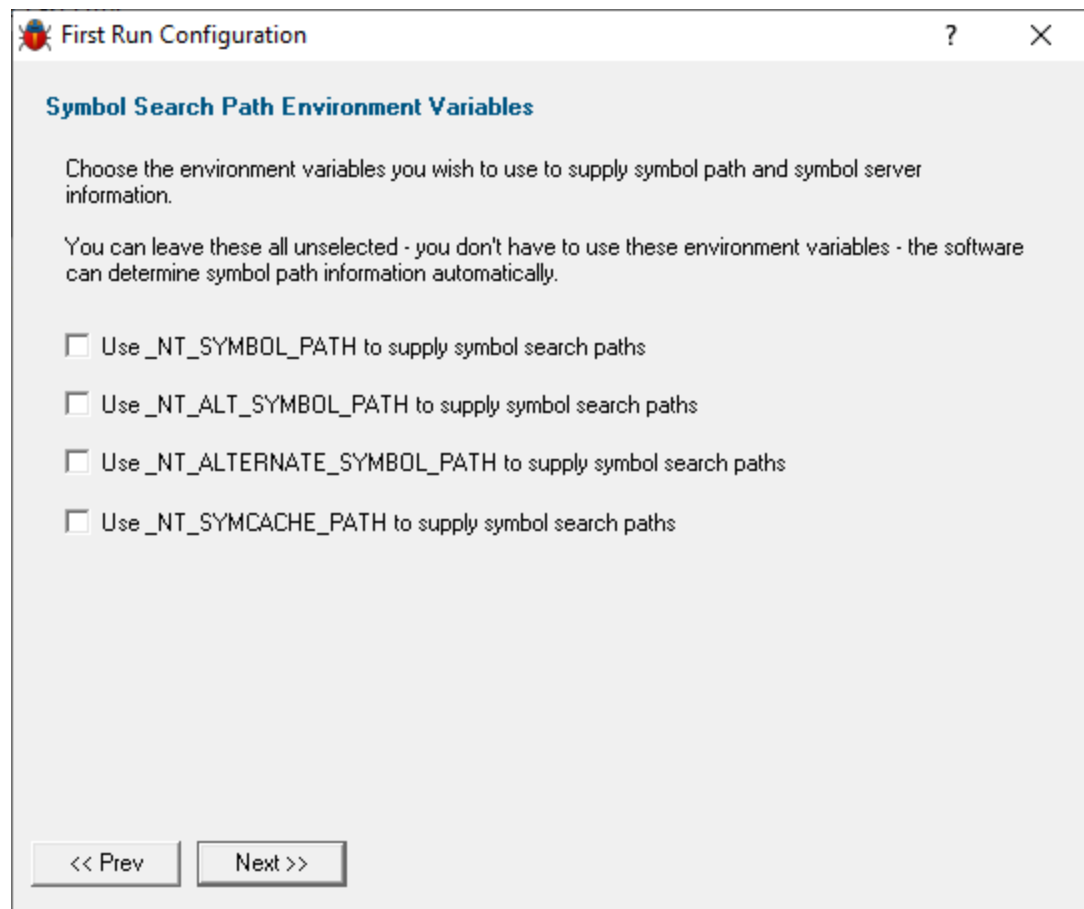 First Run Configuration
?
Symbol Search Path Environment Variables
Choose the environment variables you wish to use to supply symbol path and symbol server
information.
You can leave these all unselected - you don't have to use these environment variables - the software
can determine symbol path information automatically.
Use _NT_SYMBOL_PATH to supply symbol search paths
Use _NT_ALT_SYMBOL_PATH to supply symbol search paths
Use _NT_ALTERNATE_SYMBOL_PATH to supply symbol search paths
Use _NT_SYMCACHE_PATH to supply symbol search paths
<< Prev
Next >>